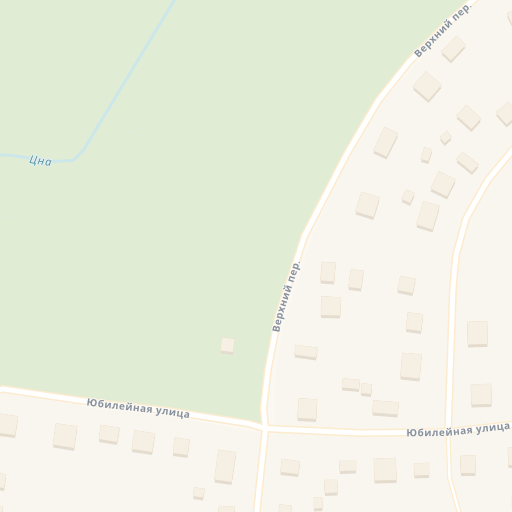 Верхний пер.
Цна
Верхний пер.
Юбилейная улица
Юбилейная улица